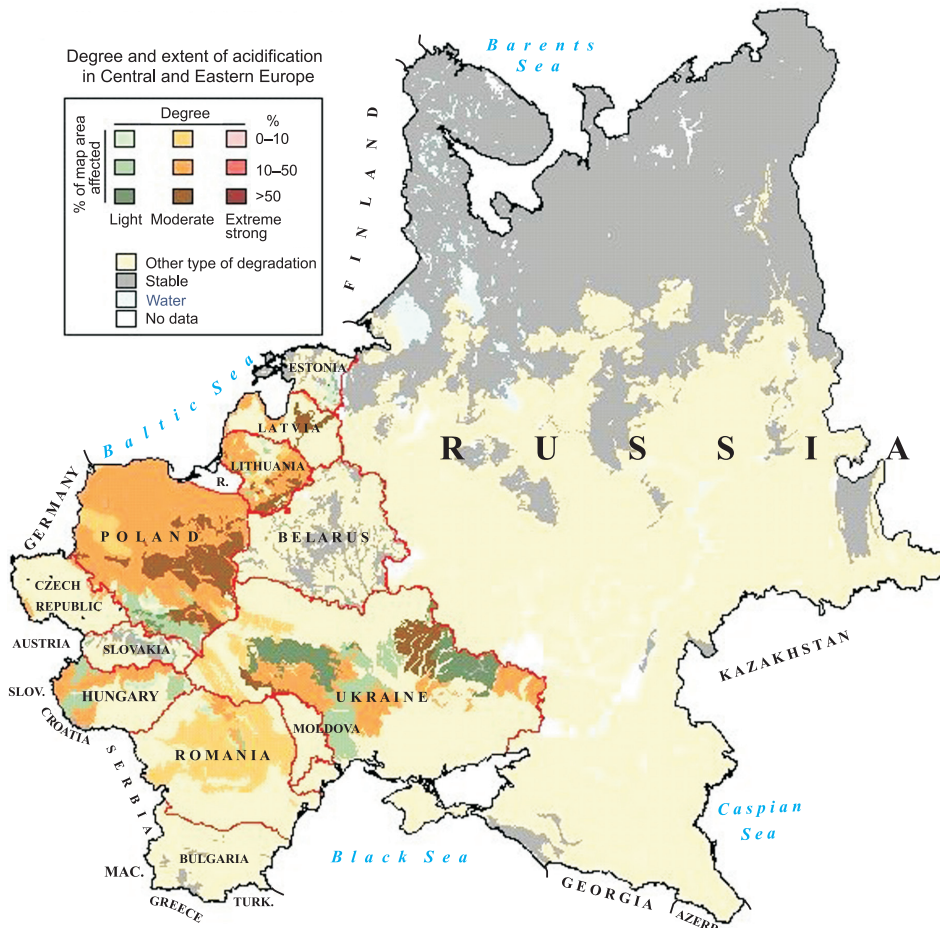 Degree and extent of acidification
in Central and Eastern Europe
Degree
%
% of map area
affected
0–10
10–50
>50
Light
Moderate
Extreme
strong
Other type of degradation
Stable
Water
No data
Barents
Sea
FINLAND
Baltic Sea
ESTONIA
LATVIA
LITHUANIA
R.
RUSSIA
GERMANY
POLAND
BELARUS
CZECH
REPUBLIC
AUSTRIA
SLOVAKIA
KAZAKHSTAN
SLOV.
HUNGARY
UKRAINE
CROATIA
MOLDOVA
ROMANIA
SERBIA
Caspian
Sea
BULGARIA
Black Sea
MAC.
GREECE
TURK.
GEORGIA
AZERB